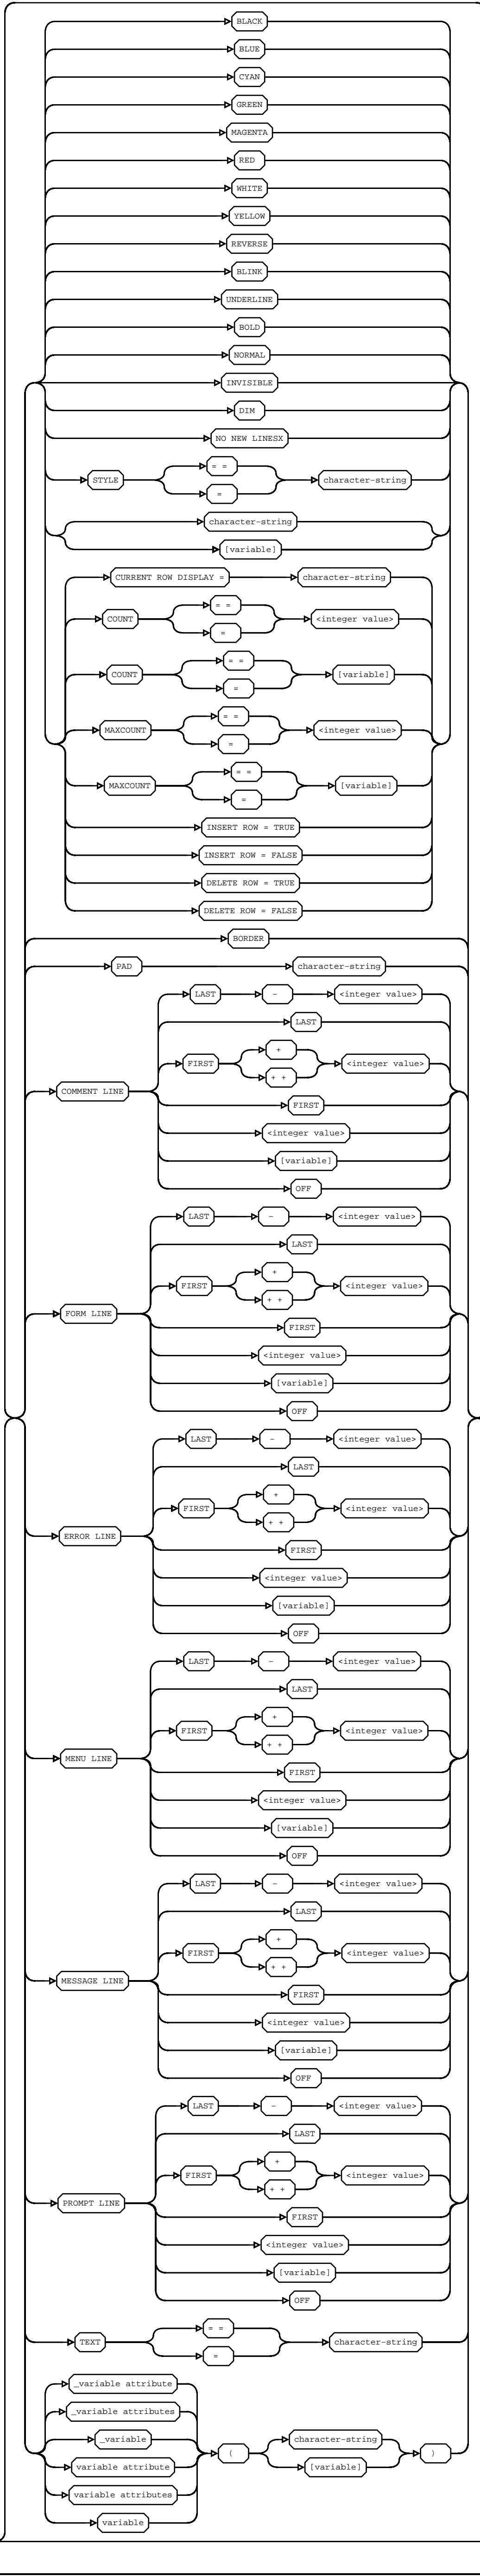 BLACK
BLUE
CYAN
GREEN
MAGENTA
RED
WHITE
YELLOW
REVERSE
BLINK
UNDERLINE
BOLD
NORMAL
INVISIBLE
DIM
NO NEW LINESX
= =
STYLE character-string
=
character-string
[variable]
CURRENT ROW DISPLAY = character-string
= =
COUNT <integer value>
=
= =
COUNT [variable]
=
= =
MAXCOUNT <integer value>
=
= =
MAXCOUNT [variable]
=
INSERT ROW = TRUE
INSERT ROW = FALSE
DELETE ROW = TRUE
DELETE ROW = FALSE
BORDER
PAD character-string
LAST - <integer value>
LAST
+
FIRST <integer value>
+ +
COMMENT LINE
FIRST
<integer value>
[variable]
OFF
LAST - <integer value>
LAST
+
FIRST <integer value>
+ +
FORM LINE
FIRST
<integer value>
[variable]
OFF
LAST - <integer value>
LAST
+
FIRST <integer value>
+ +
ERROR LINE
FIRST
<integer value>
[variable]
OFF
LAST - <integer value>
LAST
+
FIRST <integer value>
+ +
MENU LINE
FIRST
<integer value>
[variable]
OFF
LAST - <integer value>
LAST
+
FIRST <integer value>
+ +
MESSAGE LINE
FIRST
<integer value>
[variable]
OFF
LAST - <integer value>
LAST
+
FIRST <integer value>
+ +
PROMPT LINE
FIRST
<integer value>
[variable]
OFF
= =
TEXT character-string
=
_variable attribute
_variable attributes
_variable character-string
( )
variable attribute [variable]
variable attributes
variable